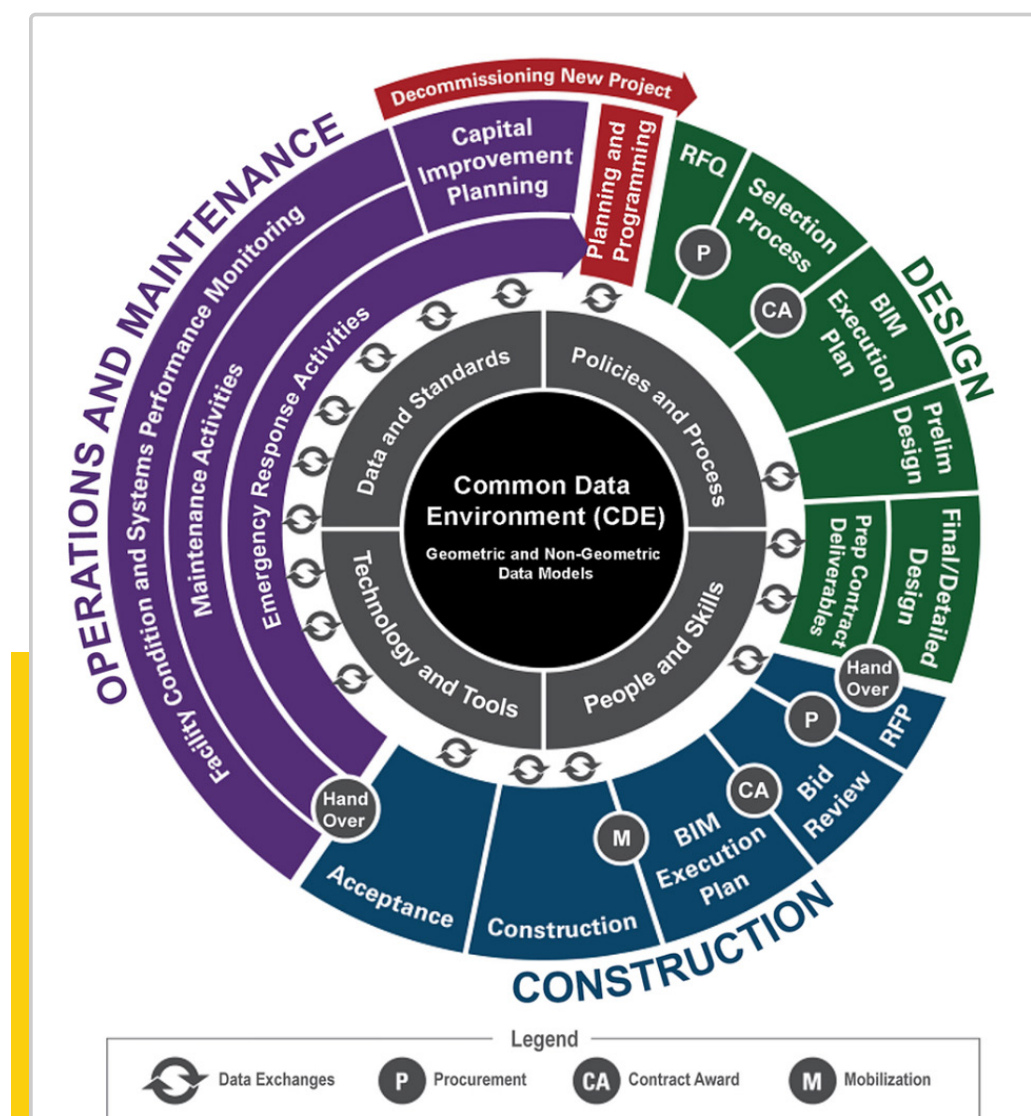 Decommissioning New Project
OPERATIONS AND MAINTENANCE
Capital
Improvement
Planning
Planning and
Programming
RFQ
P
Selection
Process
CA
DESIGN
BIM
Execution
Plan
Prelim
Design
Final/Detailed
Design
Prep Contract
Deliverables
Hand
Over
RFP
P
Bid
Review
CA
BIM
Execution
Plan
M
CONSTRUCTION
Construction
Acceptance
Hand
Over
Facility Condition and Systems Performance Monitoring
Maintenance Activities
Emergency Response Activities
Data and Standards
Policies and Process
Technology and Tools
People and Skills
Common Data
Environment (CDE)
Geometric and Non-Geometric
Data Models
Legend
Data Exchanges
P Procurement
CA Contract Award
M Mobilization